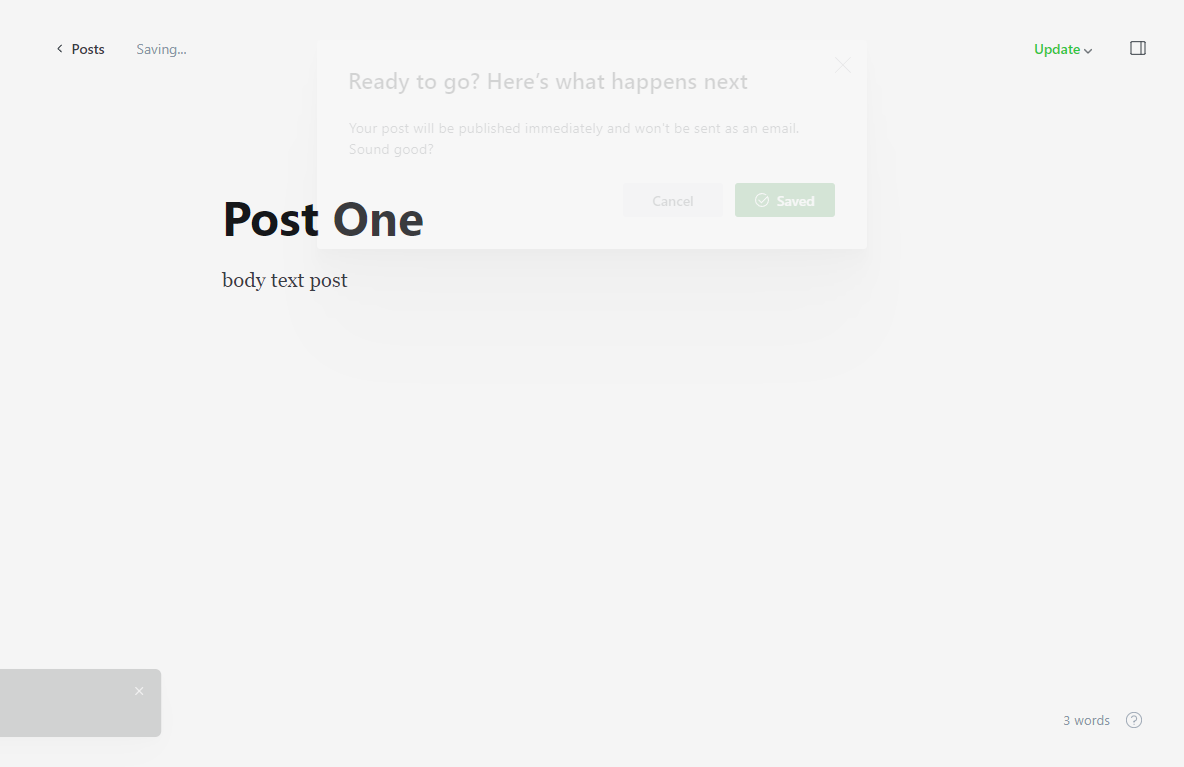 Posts
Saving...
Update
Ready to go? Here's what happens next
Your post will be published immediately and won't be sent as an email.
Sound good?
Cancel
Saved
Post One
body text post
3 words